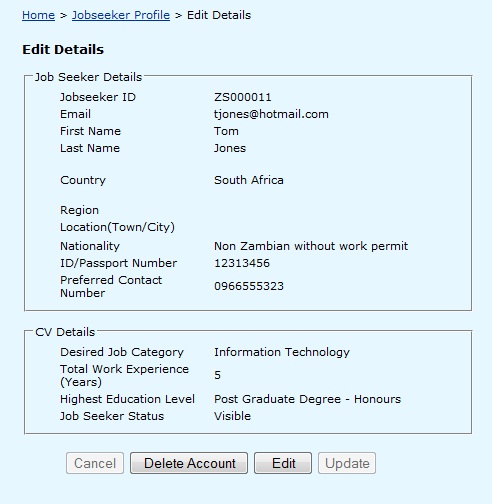 Home > Jobseeker Profile > Edit Details
Edit Details
Job Seeker Details
Jobseeker ID ZS000011
Email tjones@hotmail.com
First Name Tom
Last Name Jones
Country South Africa
Region
Location(Town/City)
Nationality Non Zambian without work permit
ID/Passport Number 12313456
Preferred Contact
Number 0966555323
CV Details
Desired Job Category Information Technology
Total Work Experience
(Years) 5
Highest Education Level Post Graduate Degree - Honours
Job Seeker Status Visible
Cancel Delete Account Edit Update